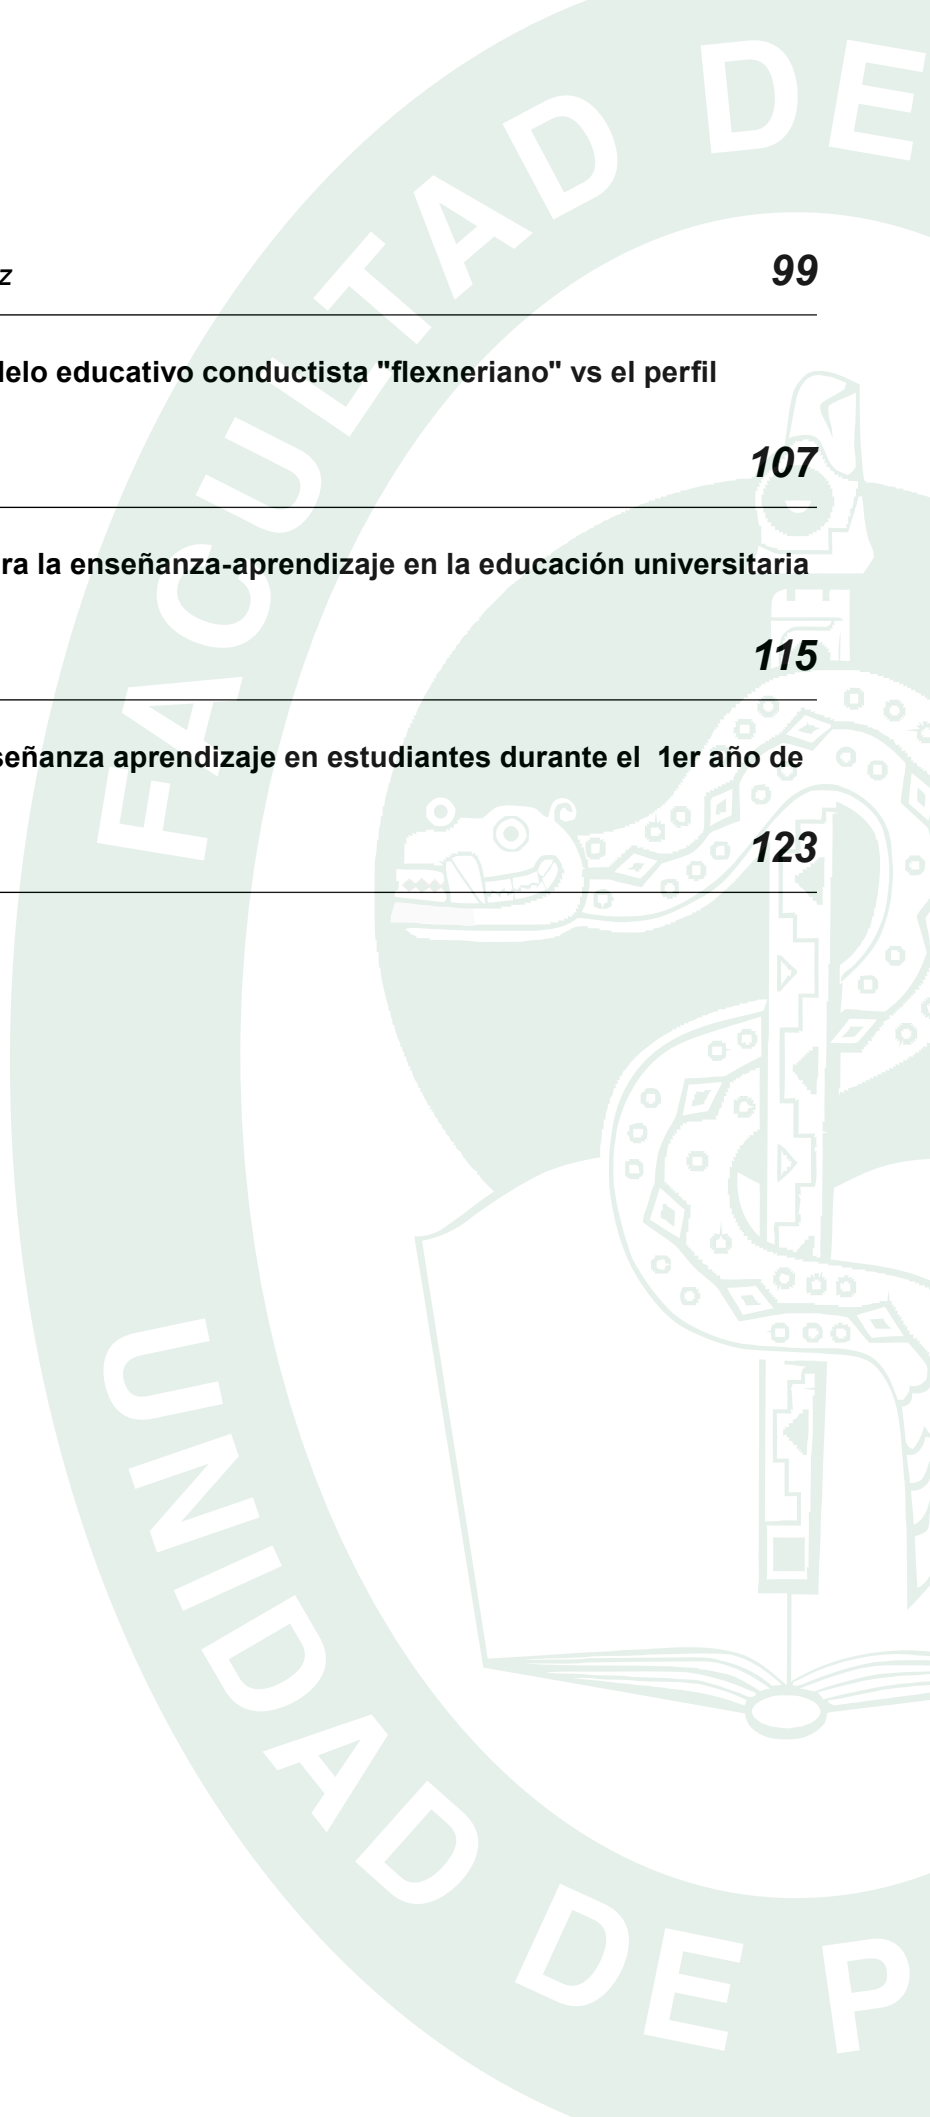 FACULTAD DE
z 99
delo educativo conductista "flexneriano" vs el perfil
107
ra la enseñanza-aprendizaje en la educación universitaria
115
señanza aprendizaje en estudiantes durante el 1er año de
123
UNIDAD DE P